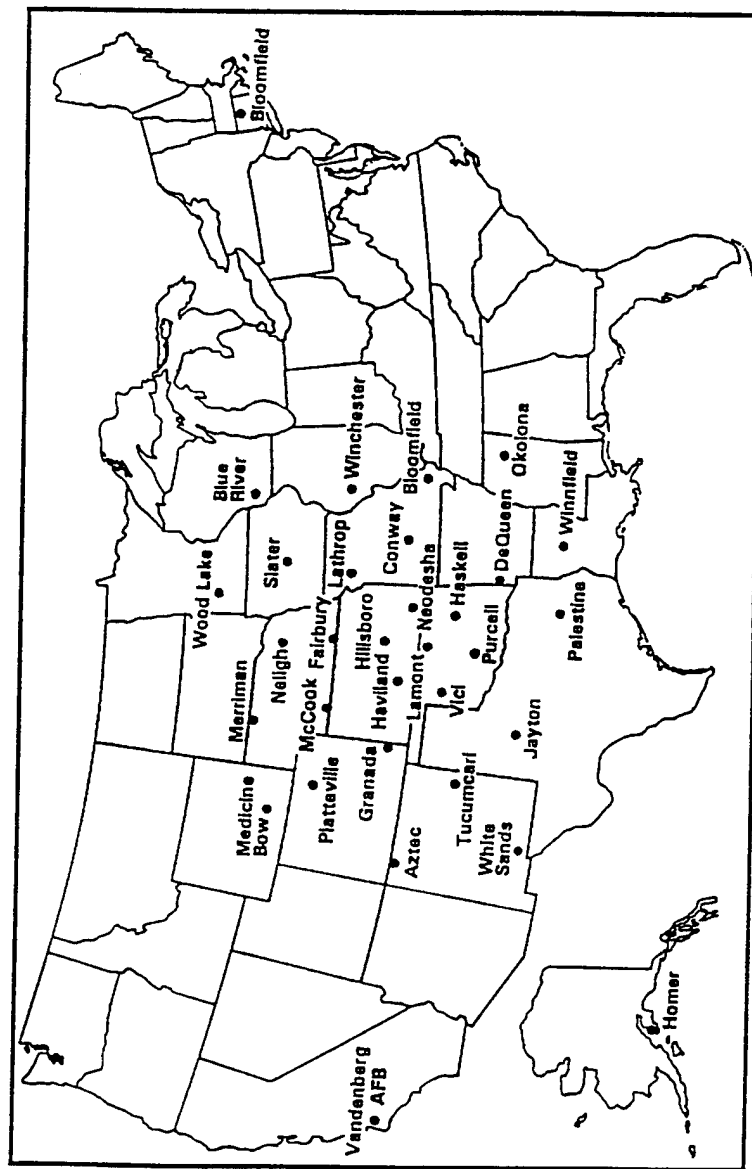 Bloomfield
Blue
River
Winchester
Wood Lake
Slater
Lathrop
Conway
Bloomfield
Okolona
Merriman
Neligh
Fairbury
McCook
Hillsboro
Haviland
Neodesha
Lamont
Haskell
DeQueen
Winnfield
Medicine
Bow
Platteville
Granada
Vici
Purcell
Palestine
Jayton
Aztec
Tucumcari
White
Sands
Vandenberg
AFB
Homer